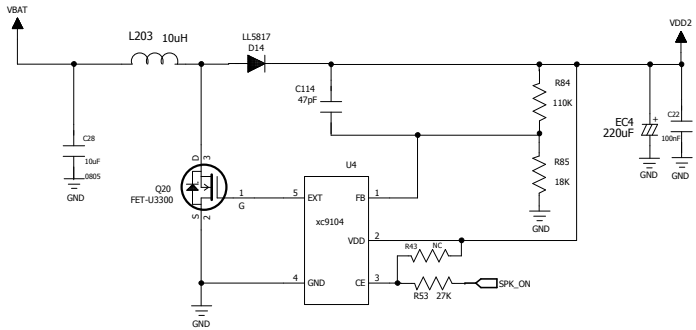 VBAT
VDD2
L203 10uH
LL5817
D14
C114
47pF
R84
110K
EC4
220uF
+
C22
100nF
GND
GND
C28
10uF
0805
GND
R85
18K
GND
Q20
FET-U3300
D
3
1
G
S
2
U4
5 EXT
FB 1
xc9104
VDD 2
R43 NC
4 GND
CE 3
R53 27K
SPK_ON
GND